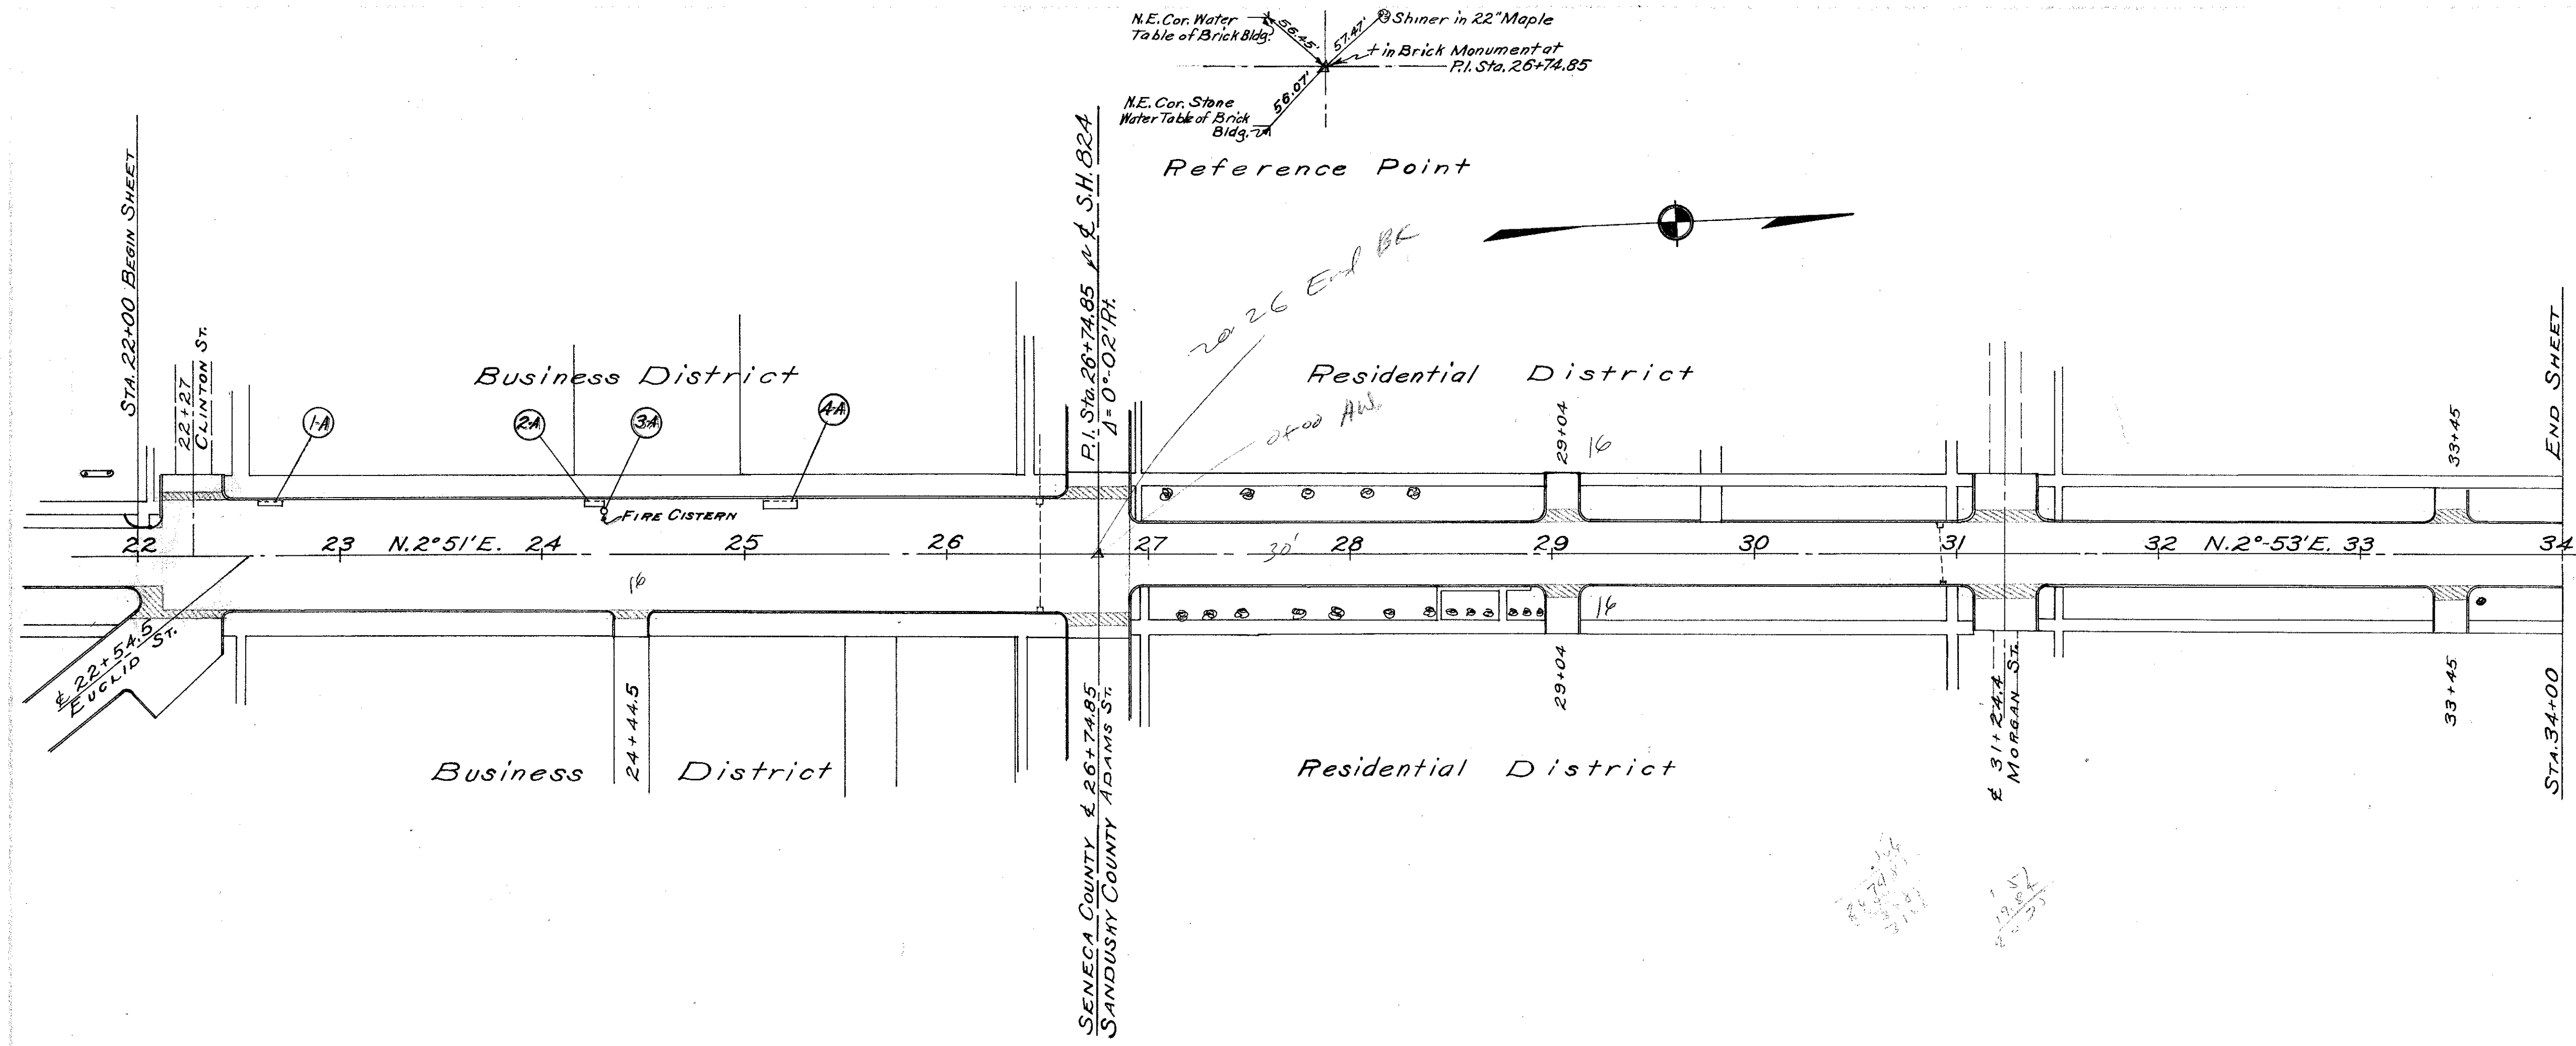 N.E. Cor. Water
Table of Brick Bldg.
56.45'
57.47'
Shiner in 22" Maple
+ in Brick Monument at
P.I. Sta. 26+74.85
56.07'
N.E. Cor. Stone
Water Table of Brick
Bldg.
Reference Point
STA. 22+00 BEGIN SHEET
22+27
CLINTON ST.
Business District
1-A
2-A
3-A
4-A
FIRE CISTERN
P.I. Sta. 26+74.85 ℄ S.H. 824
Δ = 0°-02' Rt.
26 End BK
0+00
Residential District
29+04
16
33+45
END SHEET
22
23
N. 2° 51' E.
24
25
26
27
30'
28
29
30
31
32
N. 2°-53' E.
33
34
16
16
℄ 22+54.5
EUCLID ST.
24+44.5
Business District
SENECA COUNTY ℄ 26+74.85
SANDUSKY COUNTY ADAMS ST.
29+04
Residential District
℄ 31+24.4
MORGAN ST.
33+45
STA. 34+00